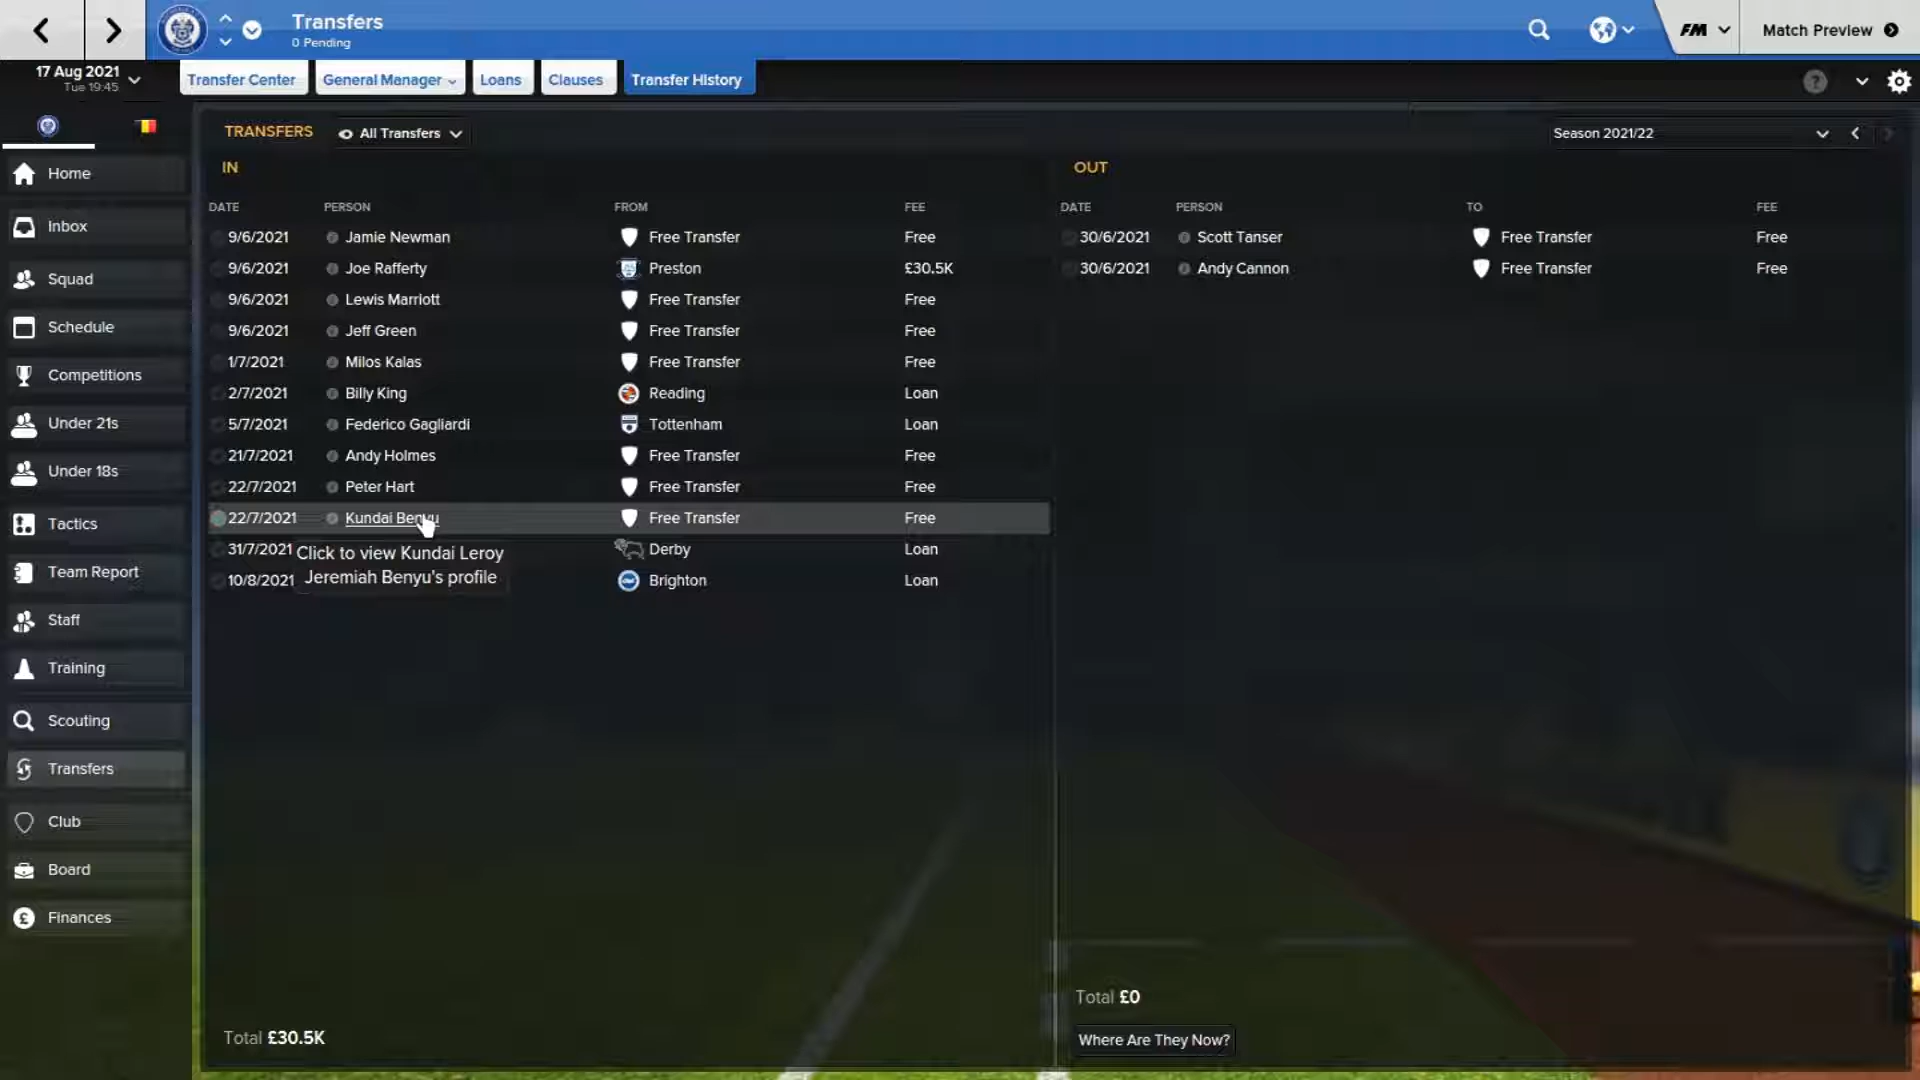 Transfers
0 Pending
FM
Match Preview
17 Aug 2021
Tue 19:45
Transfer Center
General Manager
Loans
Clauses
Transfer History
TRANSFERS
All Transfers
Season 2021/22
Home
Inbox
Squad
Schedule
Competitions
Under 21s
Under 18s
Tactics
Team Report
Staff
Training
Scouting
Transfers
Club
Board
Finances
IN
DATE PERSON FROM FEE
9/6/2021 Jamie Newman Free Transfer Free
9/6/2021 Joe Rafferty Preston £30.5K
9/6/2021 Lewis Marriott Free Transfer Free
9/6/2021 Jeff Green Free Transfer Free
1/7/2021 Milos Kalas Free Transfer Free
2/7/2021 Billy King Reading Loan
5/7/2021 Federico Gagliardi Tottenham Loan
21/7/2021 Andy Holmes Free Transfer Free
22/7/2021 Peter Hart Free Transfer Free
22/7/2021 Kundai Benyu Free Transfer Free
31/7/2021 Derby Loan
10/8/2021 Brighton Loan
Click to view Kundai Leroy
Jeremiah Benyu's profile
Total £30.5K
OUT
DATE PERSON TO FEE
30/6/2021 Scott Tanser Free Transfer Free
30/6/2021 Andy Cannon Free Transfer Free
Total £0
Where Are They Now?